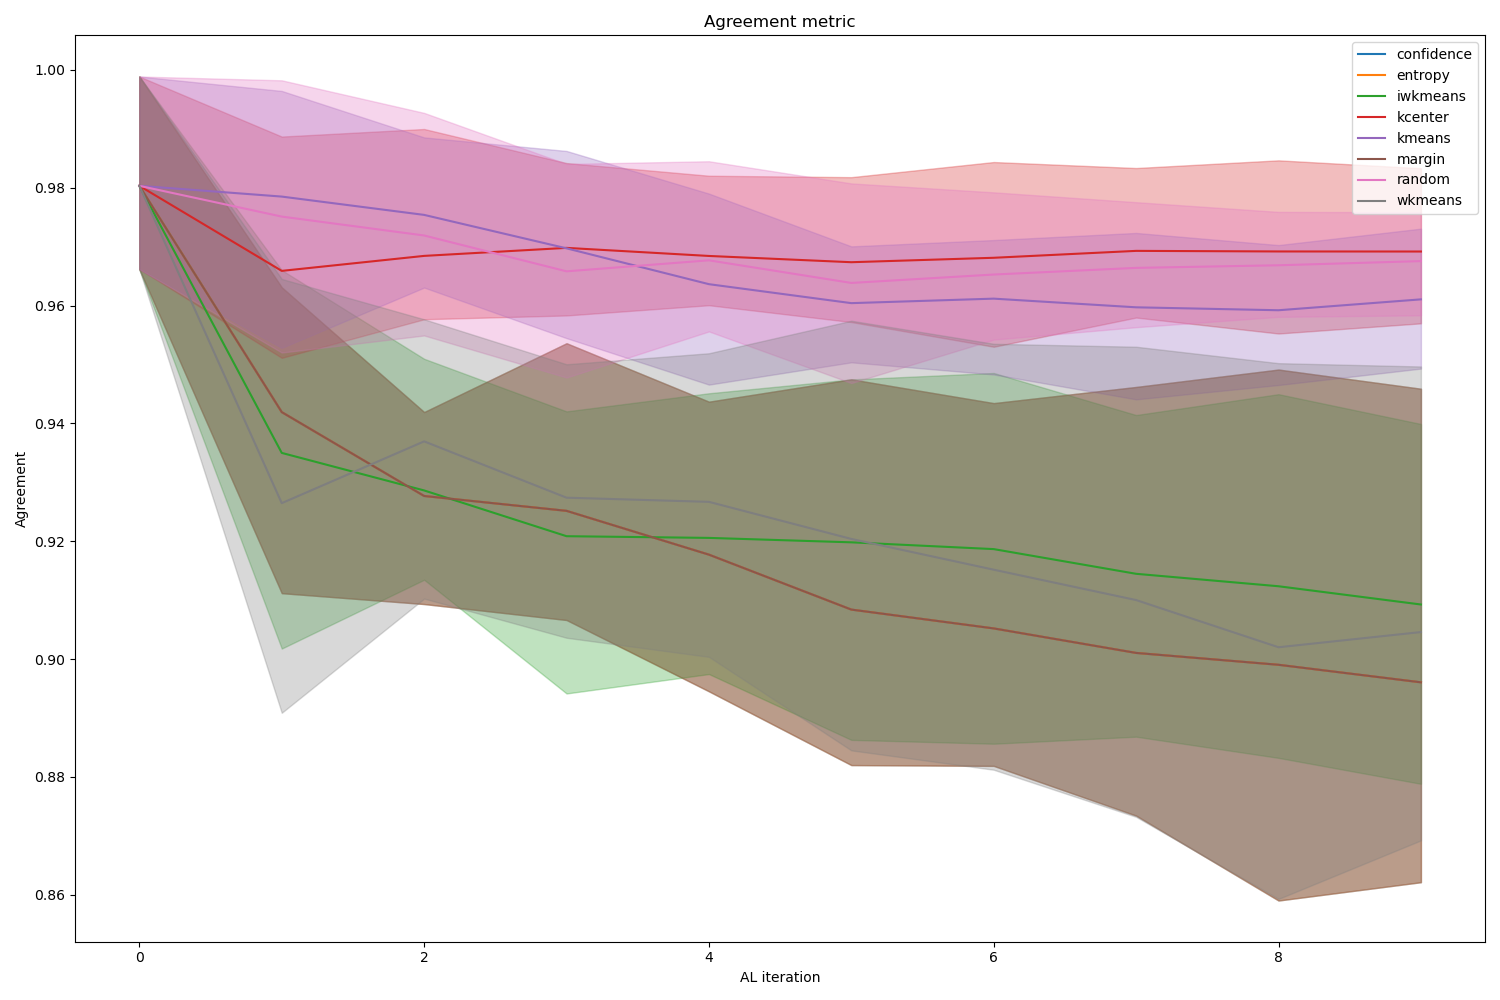 Agreement metric
confidence
entropy
iwkmeans
kcenter
kmeans
margin
random
wkmeans
Agreement
1.00
0.98
0.96
0.94
0.92
0.90
0.88
0.86
0 2 4 6 8
AL iteration